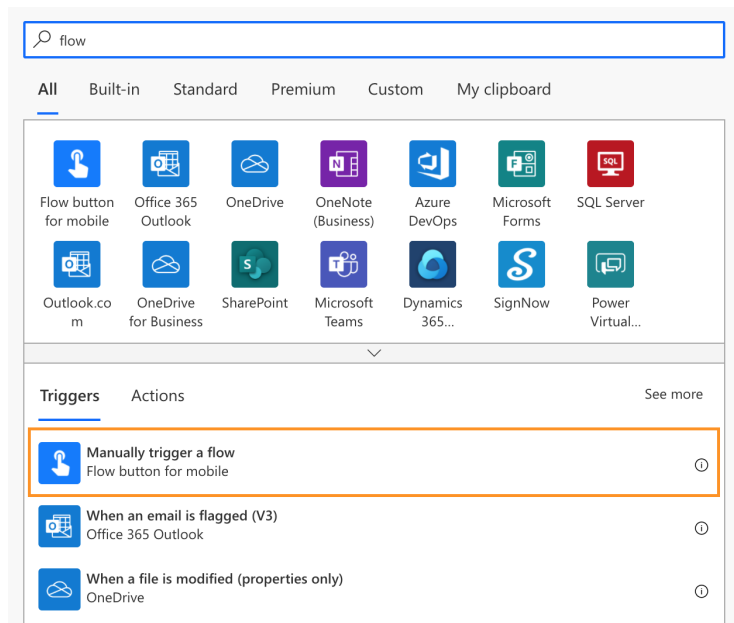 flow
All Built-in Standard Premium Custom My clipboard
Flow button Office 365 OneDrive OneNote Azure Microsoft SQL Server
for mobile Outlook (Business) DevOps Forms
Outlook.co OneDrive SharePoint Microsoft Dynamics SignNow Power
m for Business Teams 365... Virtual...
Triggers Actions See more
Manually trigger a flow
Flow button for mobile
When an email is flagged (V3)
Office 365 Outlook
When a file is modified (properties only)
OneDrive